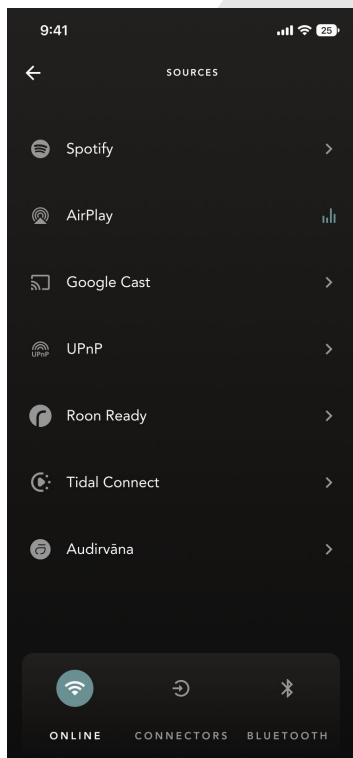 9:41
25
SOURCES
Spotify
AirPlay
Google Cast
UPnP
UPnP
Roon Ready
Tidal Connect
Audirvāna
ONLINE CONNECTORS BLUETOOTH